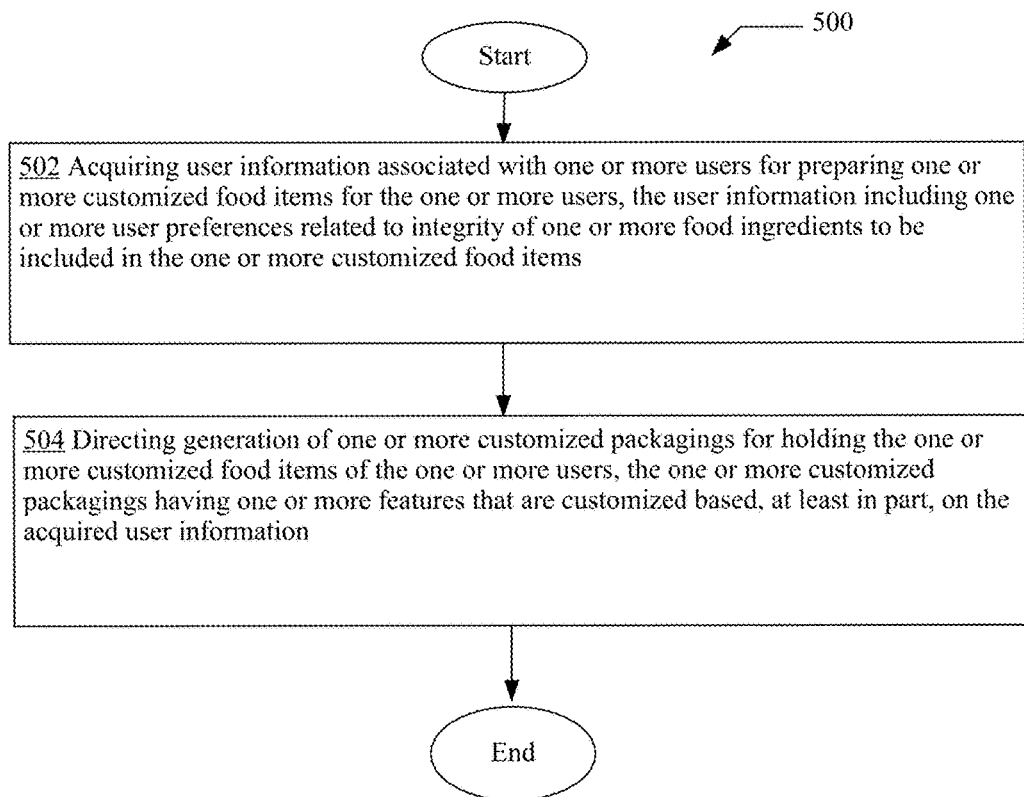 500
Start
502 Acquiring user information associated with one or more users for preparing one or
more customized food items for the one or more users, the user information including one
or more user preferences related to integrity of one or more food ingredients to be
included in the one or more customized food items
504 Directing generation of one or more customized packagings for holding the one or
more customized food items of the one or more users, the one or more customized
packagings having one or more features that are customized based, at least in part, on the
acquired user information
End